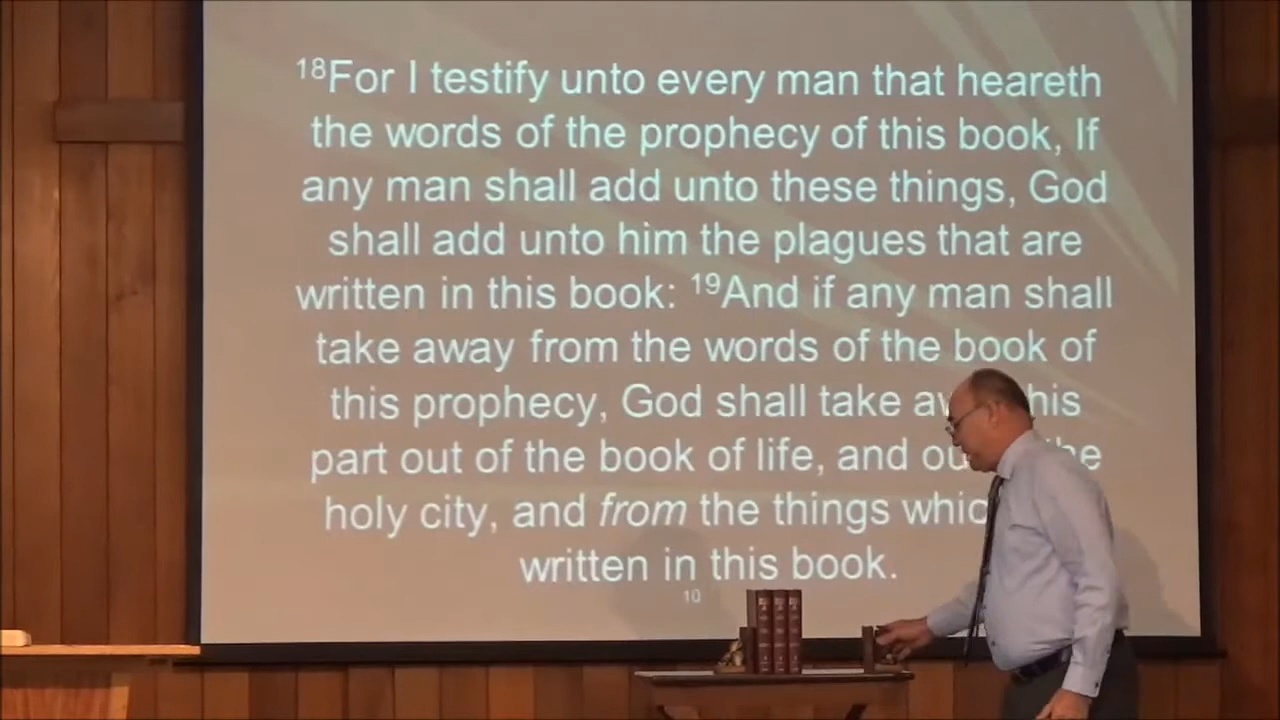 18For I testify unto every man that heareth
the words of the prophecy of this book, If
any man shall add unto these things, God
shall add unto him the plagues that are
written in this book: 19And if any man shall
take away from the words of the book of
this prophecy, God shall take his
part out of the book of life, and
holy city, and from the things
written in this book.
10